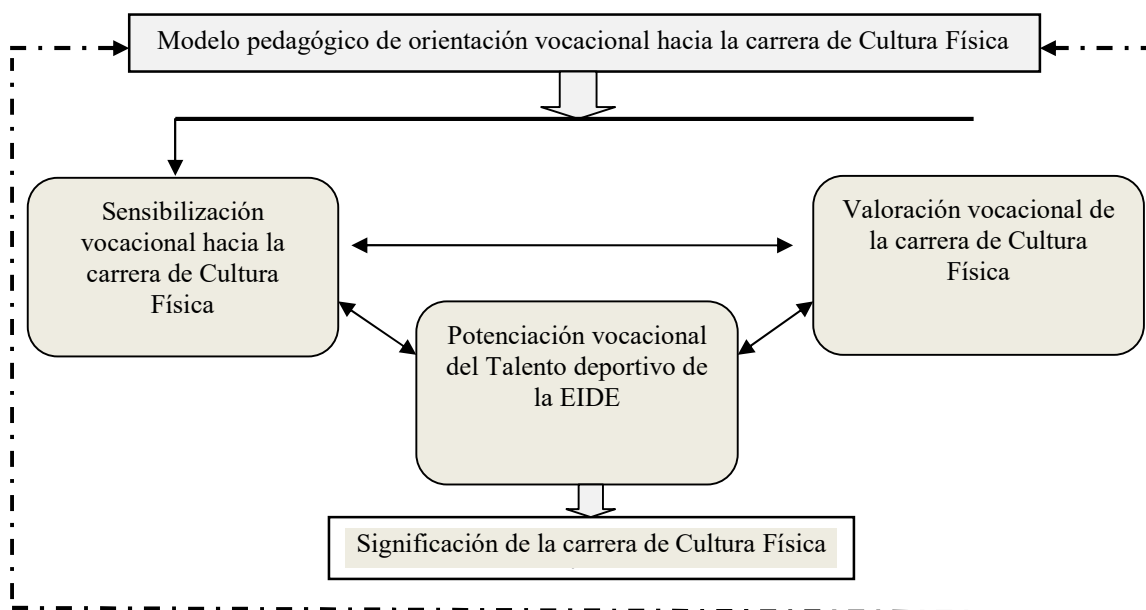 Modelo pedagógico de orientación vocacional hacia la carrera de Cultura Física
Sensibilización
vocacional hacia la
carrera de Cultura
Física
Valoración vocacional de
la carrera de Cultura
Física
Potenciación vocacional
del Talento deportivo de
la EIDE
Significación de la carrera de Cultura Física